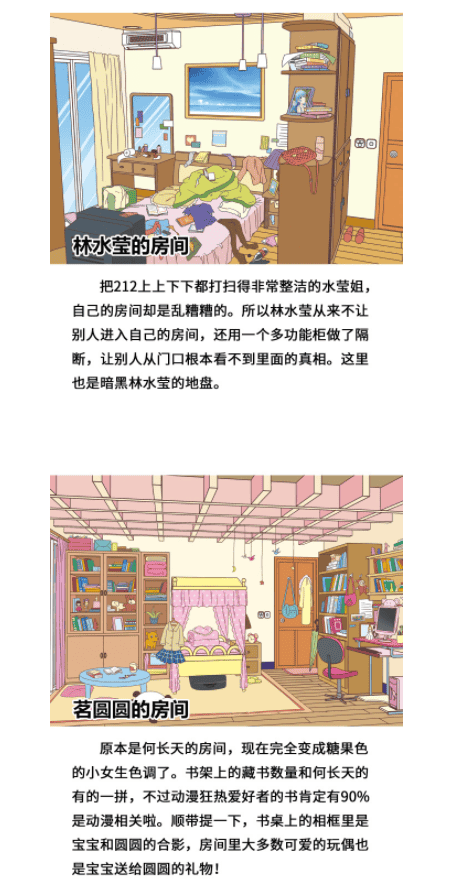 林水莹的房间
把212上上下下都打扫得非常整洁的水莹姐，
自己的房间却是乱糟糟的。所以林水莹从来不让
别人进入自己的房间，还用一个多功能柜做了隔
断，让别人从门口根本看不到里面的真相。这里
也是暗黑林水莹的地盘。
茗圆圆的房间
原本是何长天的房间，现在完全变成糖果色
的小女生色调了。书架上的藏书数量和何长天的
有的一拼，不过动漫狂热爱好者的书肯定有90%
是动漫相关啦。顺带提一下，书桌上的相框里是
宝宝和圆圆的合影，房间里大多数可爱的玩偶也
是宝宝送给圆圆的礼物！